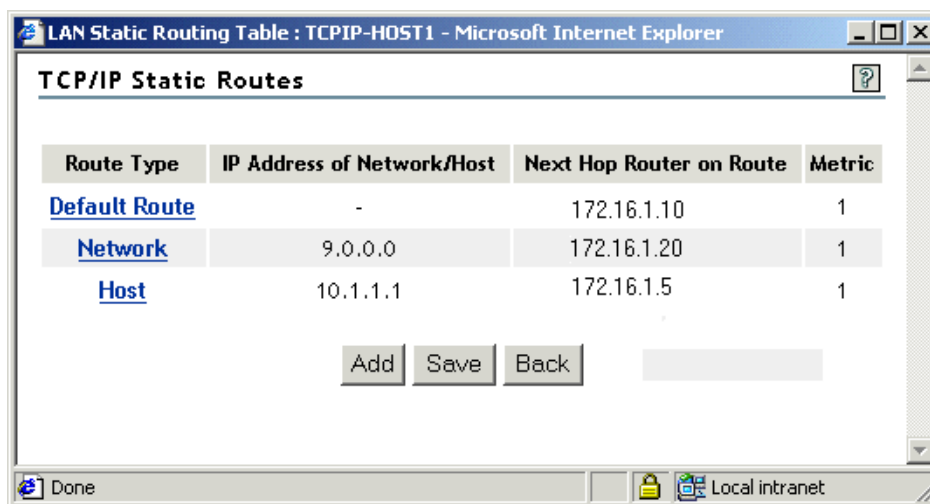 LAN Static Routing Table : TCPIP-HOST1 - Microsoft Internet Explorer
TCP/IP Static Routes
?
Route Type IP Address of Network/Host Next Hop Router on Route Metric
Default Route - 172.16.1.10 1
Network 9.0.0.0 172.16.1.20 1
Host 10.1.1.1 172.16.1.5 1
Add Save Back
Done Local intranet